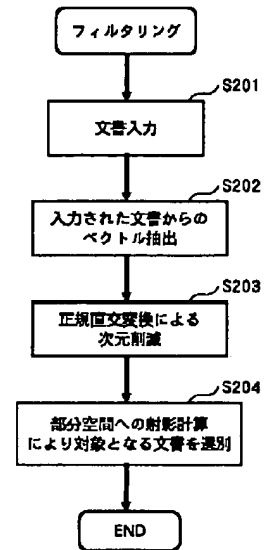 フィルタリング
S201
文書入力
S202
入力された文書からの
ベクトル抽出
S203
正規直交変換による
次元削減
S204
部分空間への射影計算
により対象となる文書を選別
END